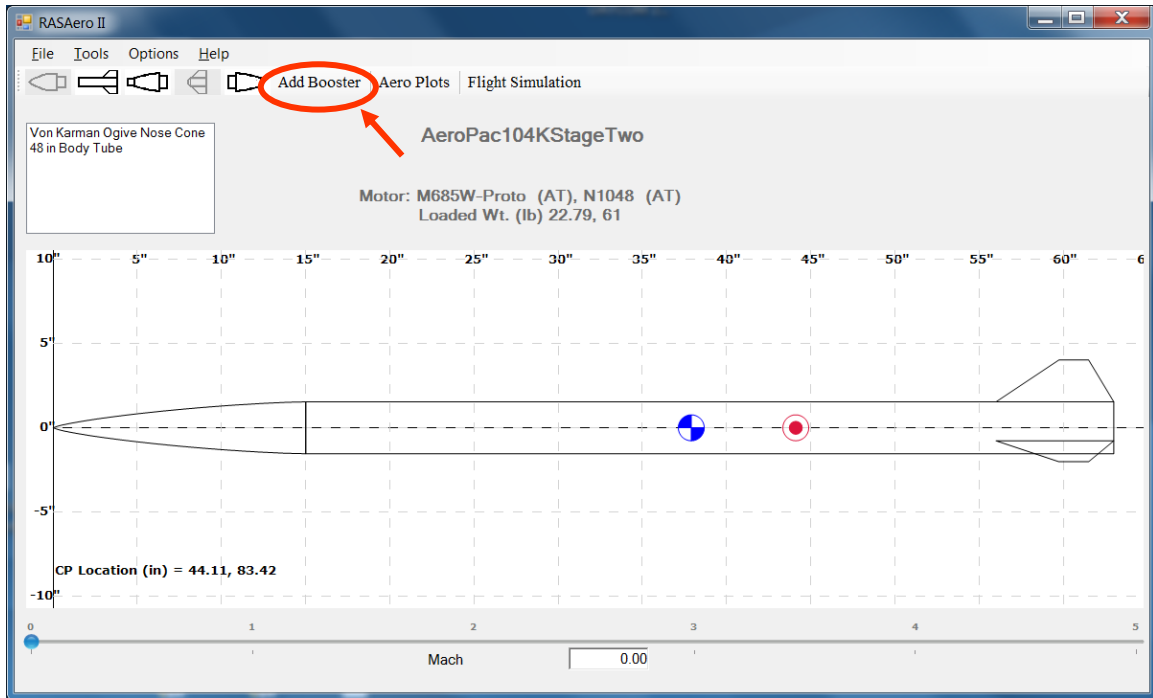 RASAero II
File Tools Options Help
Add Booster Aero Plots Flight Simulation
Von Karman Ogive Nose Cone
48 in Body Tube
AeroPac104KStageTwo
Motor: M685W-Proto (AT), N1048 (AT)
Loaded Wt. (lb) 22.79, 61
10" 5" 10" 15" 20" 25" 30" 35" 40" 45" 50" 55" 60" 6
5"
0"
-5"
CP Location (in) = 44.11, 83.42
-10"
0 1 2 3 4 5
Mach 0.00